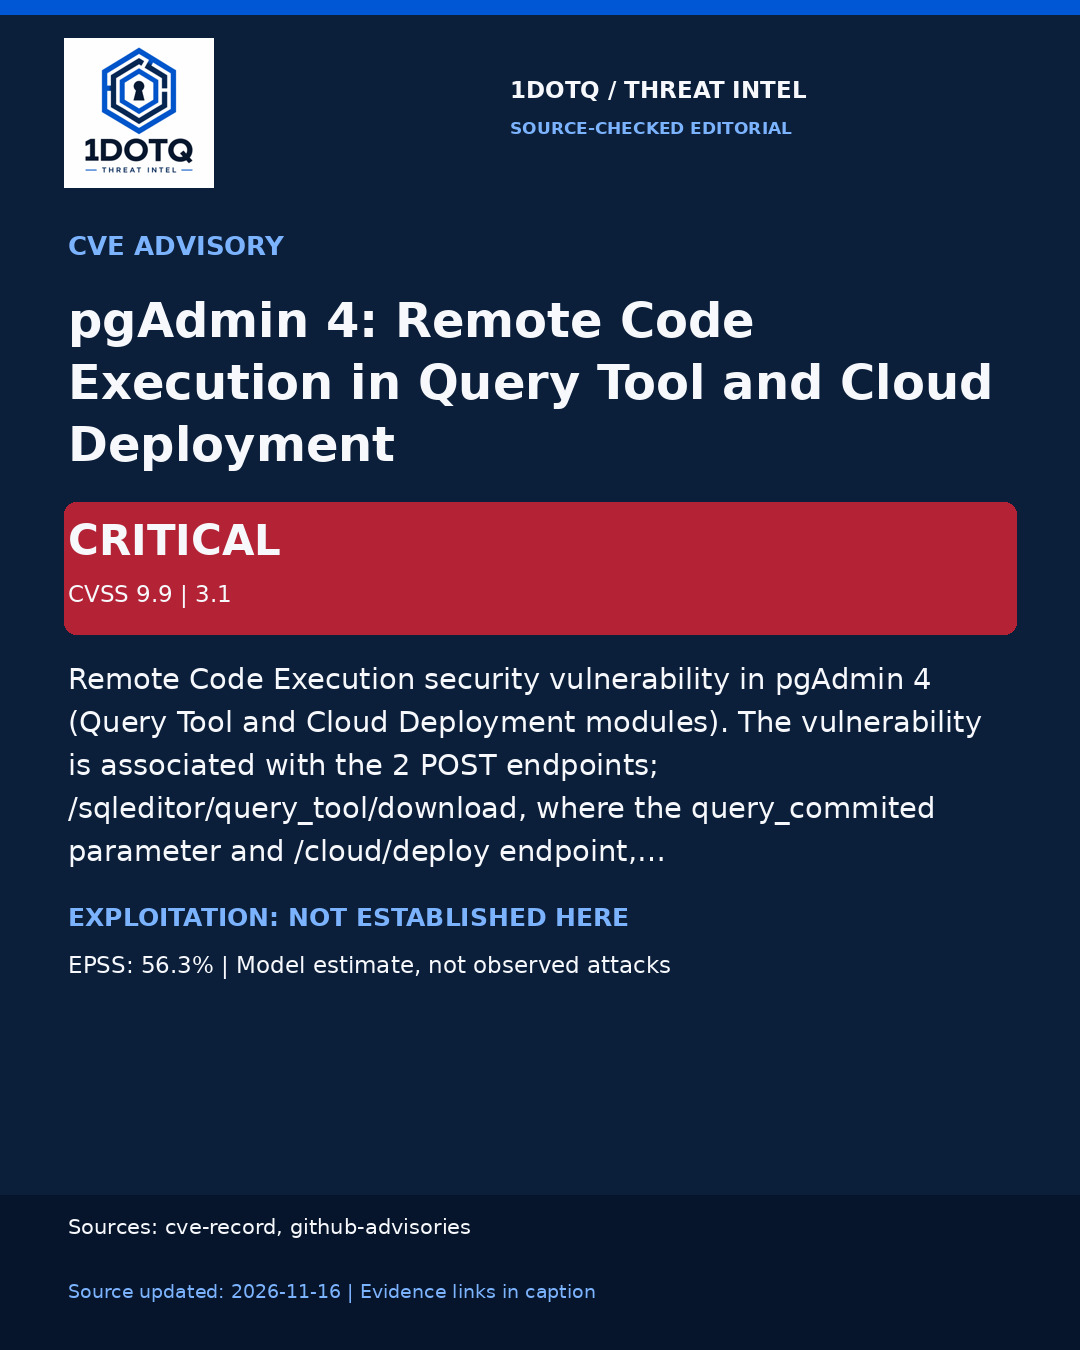 1DOTQ
THREAT INTEL
1DOTQ / THREAT INTEL
SOURCE-CHECKED EDITORIAL
CVE ADVISORY
pgAdmin 4: Remote Code
Execution in Query Tool and Cloud
Deployment
CRITICAL
CVSS 9.9 | 3.1
Remote Code Execution security vulnerability in pgAdmin 4
(Query Tool and Cloud Deployment modules). The vulnerability
is associated with the 2 POST endpoints;
/sqleditor/query_tool/download, where the query_commited
parameter and /cloud/deploy endpoint,...
EXPLOITATION: NOT ESTABLISHED HERE
EPSS: 56.3% | Model estimate, not observed attacks
Sources: cve-record, github-advisories
Source updated: 2026-11-16 | Evidence links in caption